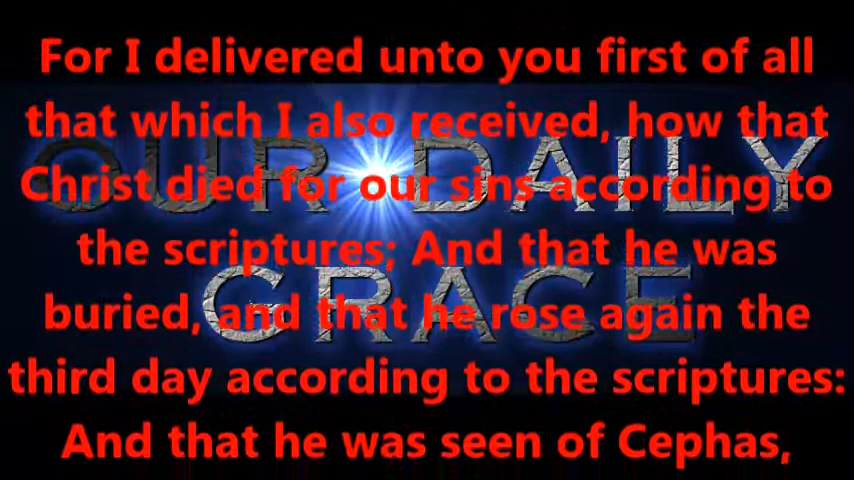 For I delivered unto you first of all
that which I also received, how that
OUR DAILY
Christ died for our sins according to
the scriptures; And that he was
GRACE
buried, and that he rose again the
third day according to the scriptures:
And that he was seen of Cephas,